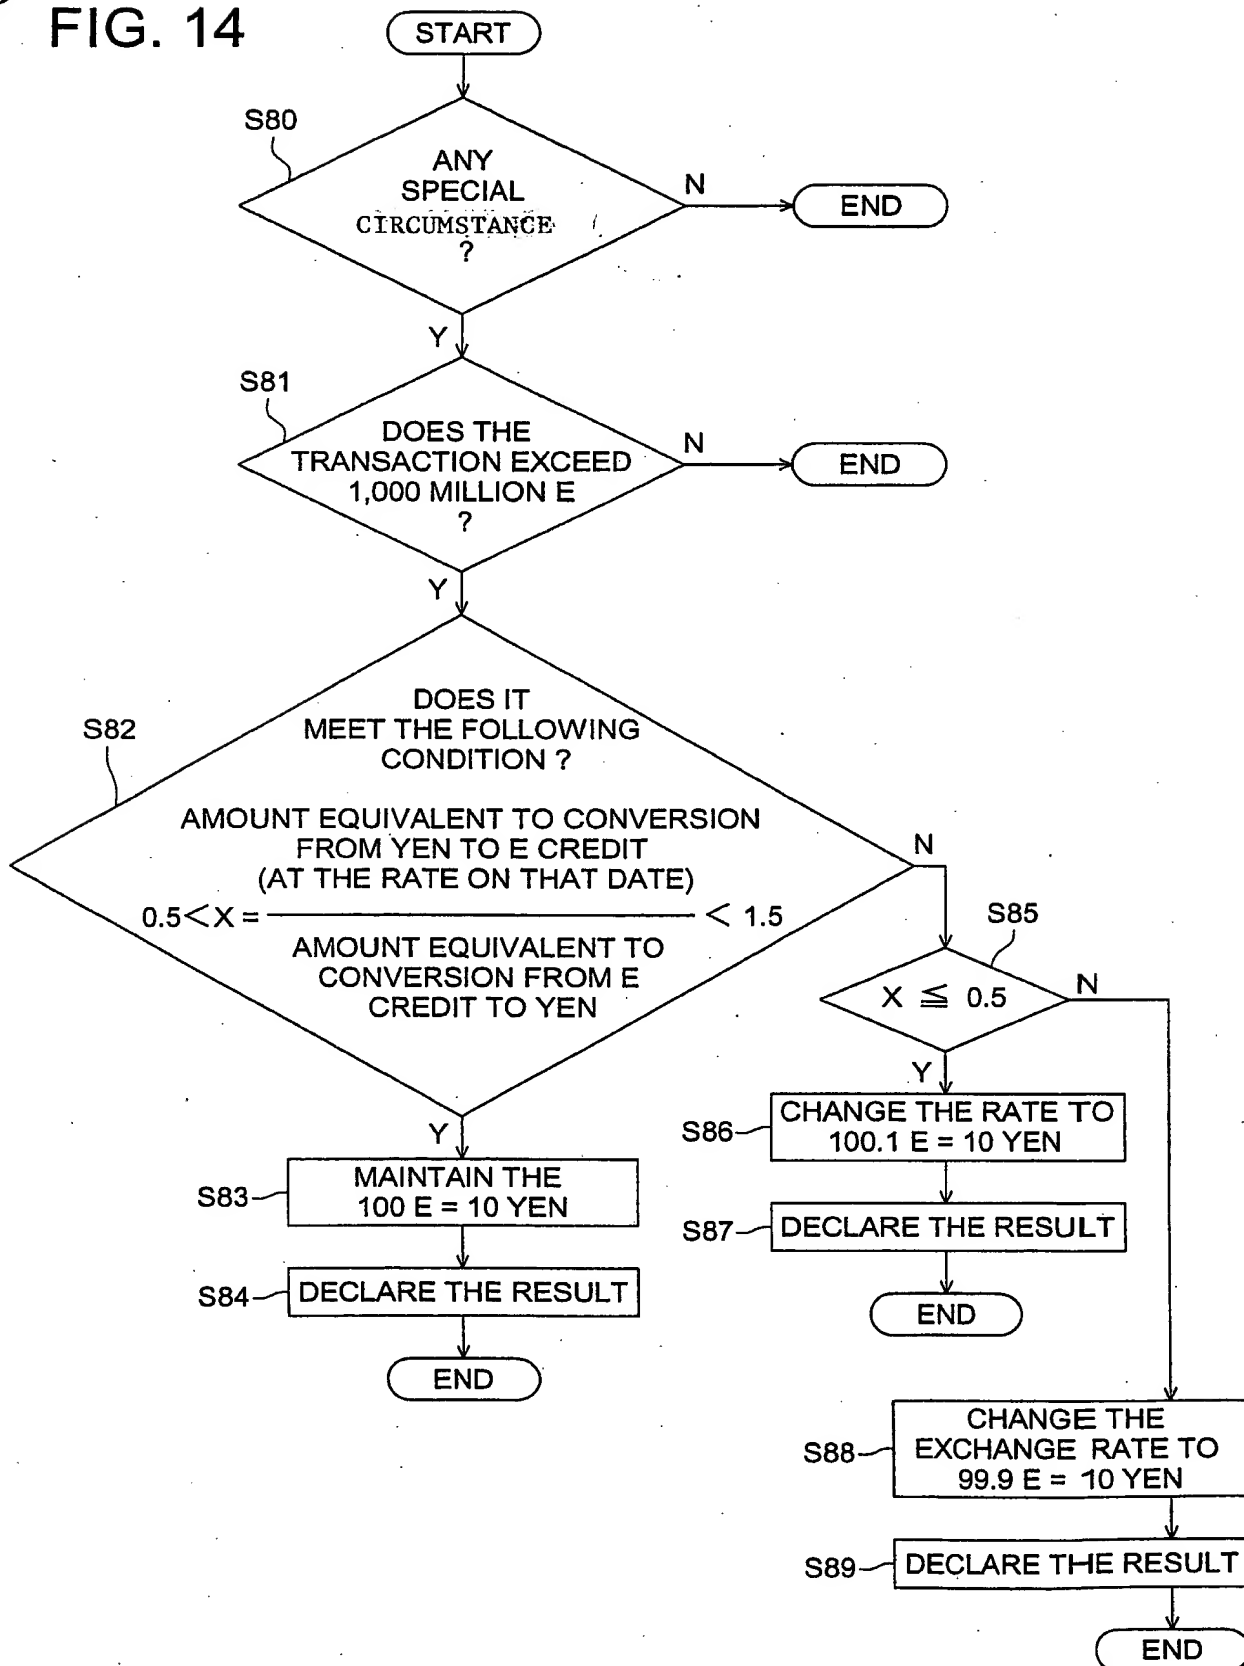 FIG. 14
START
S80
ANY
SPECIAL
CIRCUMSTANCE
?
N
END
Y
S81
DOES THE
TRANSACTION EXCEED
1,000 MILLION E
?
N
END
Y
S82
DOES IT
MEET THE FOLLOWING
CONDITION ?
AMOUNT EQUIVALENT TO CONVERSION
FROM YEN TO E CREDIT
(AT THE RATE ON THAT DATE)
0.5 < X = < 1.5
AMOUNT EQUIVALENT TO
CONVERSION FROM E
CREDIT TO YEN
N
Y
S83
MAINTAIN THE
100 E = 10 YEN
S84
DECLARE THE RESULT
END
S85
X ≦ 0.5
N
Y
S86
CHANGE THE RATE TO
100.1 E = 10 YEN
S87
DECLARE THE RESULT
END
S88
CHANGE THE
EXCHANGE RATE TO
99.9 E = 10 YEN
S89
DECLARE THE RESULT
END